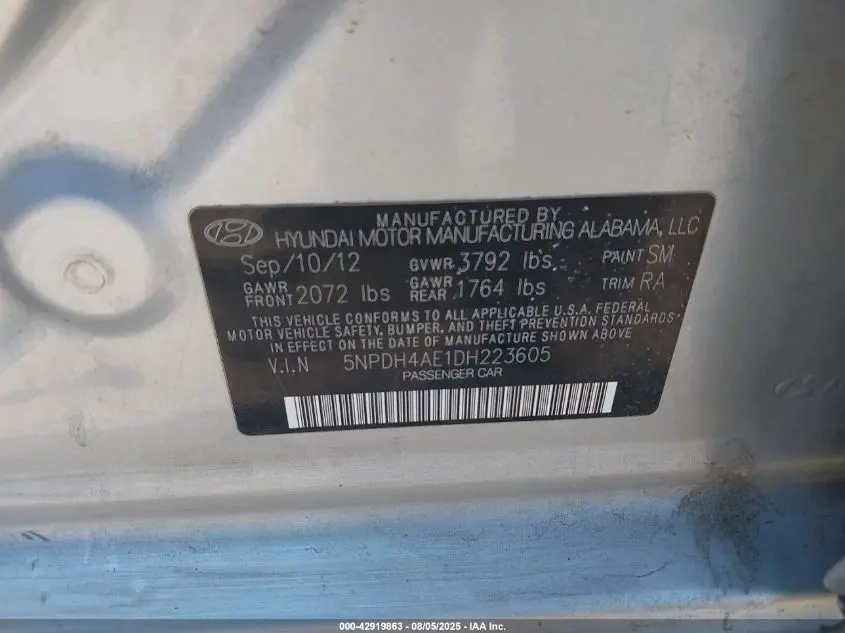 MANUFACTURED BY
HYUNDAI MOTOR MANUFACTURING ALABAMA, LLC
Sep/10/12 GVWR 3792 lbs. PAINT SM
GAWR FRONT 2072 lbs GAWR REAR 1764 lbs TRIM RA
THIS VEHICLE CONFORMS TO ALL APPLICABLE U.S.A. FEDERAL
MOTOR VEHICLE SAFETY, BUMPER, AND THEFT PREVENTION STANDARDS
IN EFFECT ON THE DATE OF MANUFACTURE SHOWN ABOVE
V.I.N 5NPDH4AE1DH223605
PASSENGER CAR
000-42919863 - 08/05/2025 - IAA Inc.